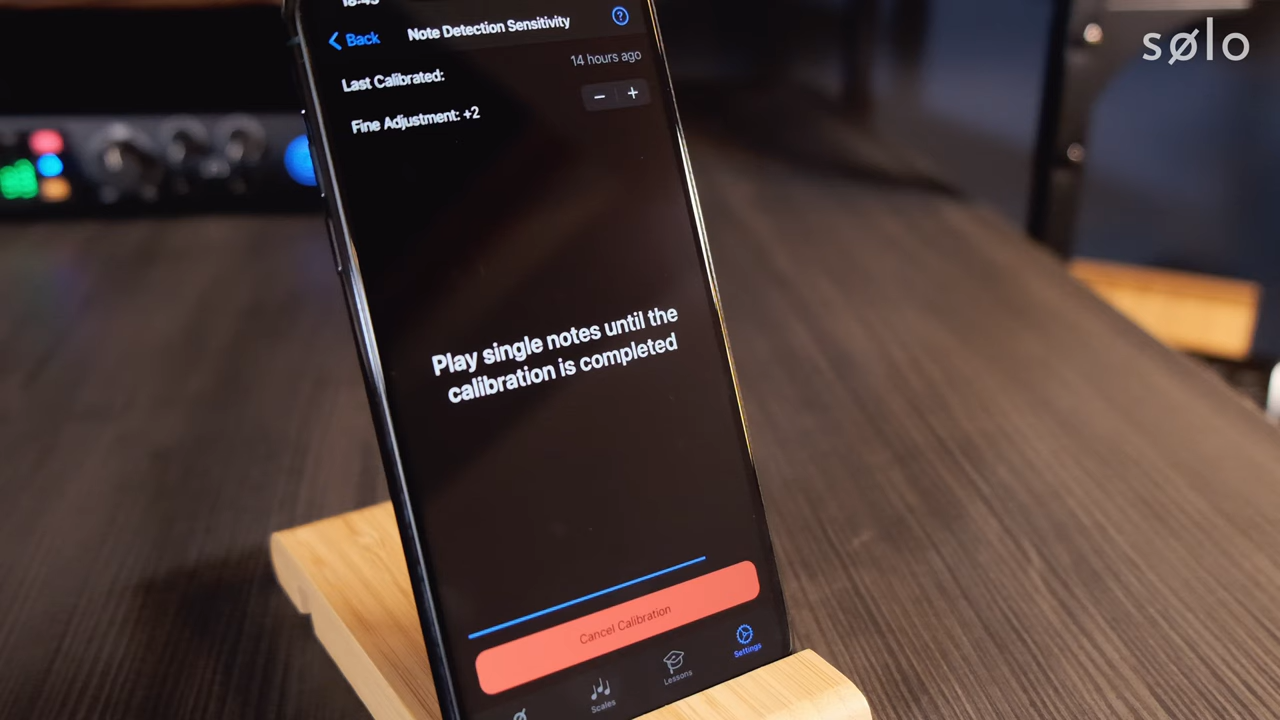 sølo
Back
Note Detection Sensitivity
?
Last Calibrated:
14 hours ago
Fine Adjustment: +2
− +
Play single notes until the
calibration is completed
Cancel Calibration
Scales
Lessons
Settings